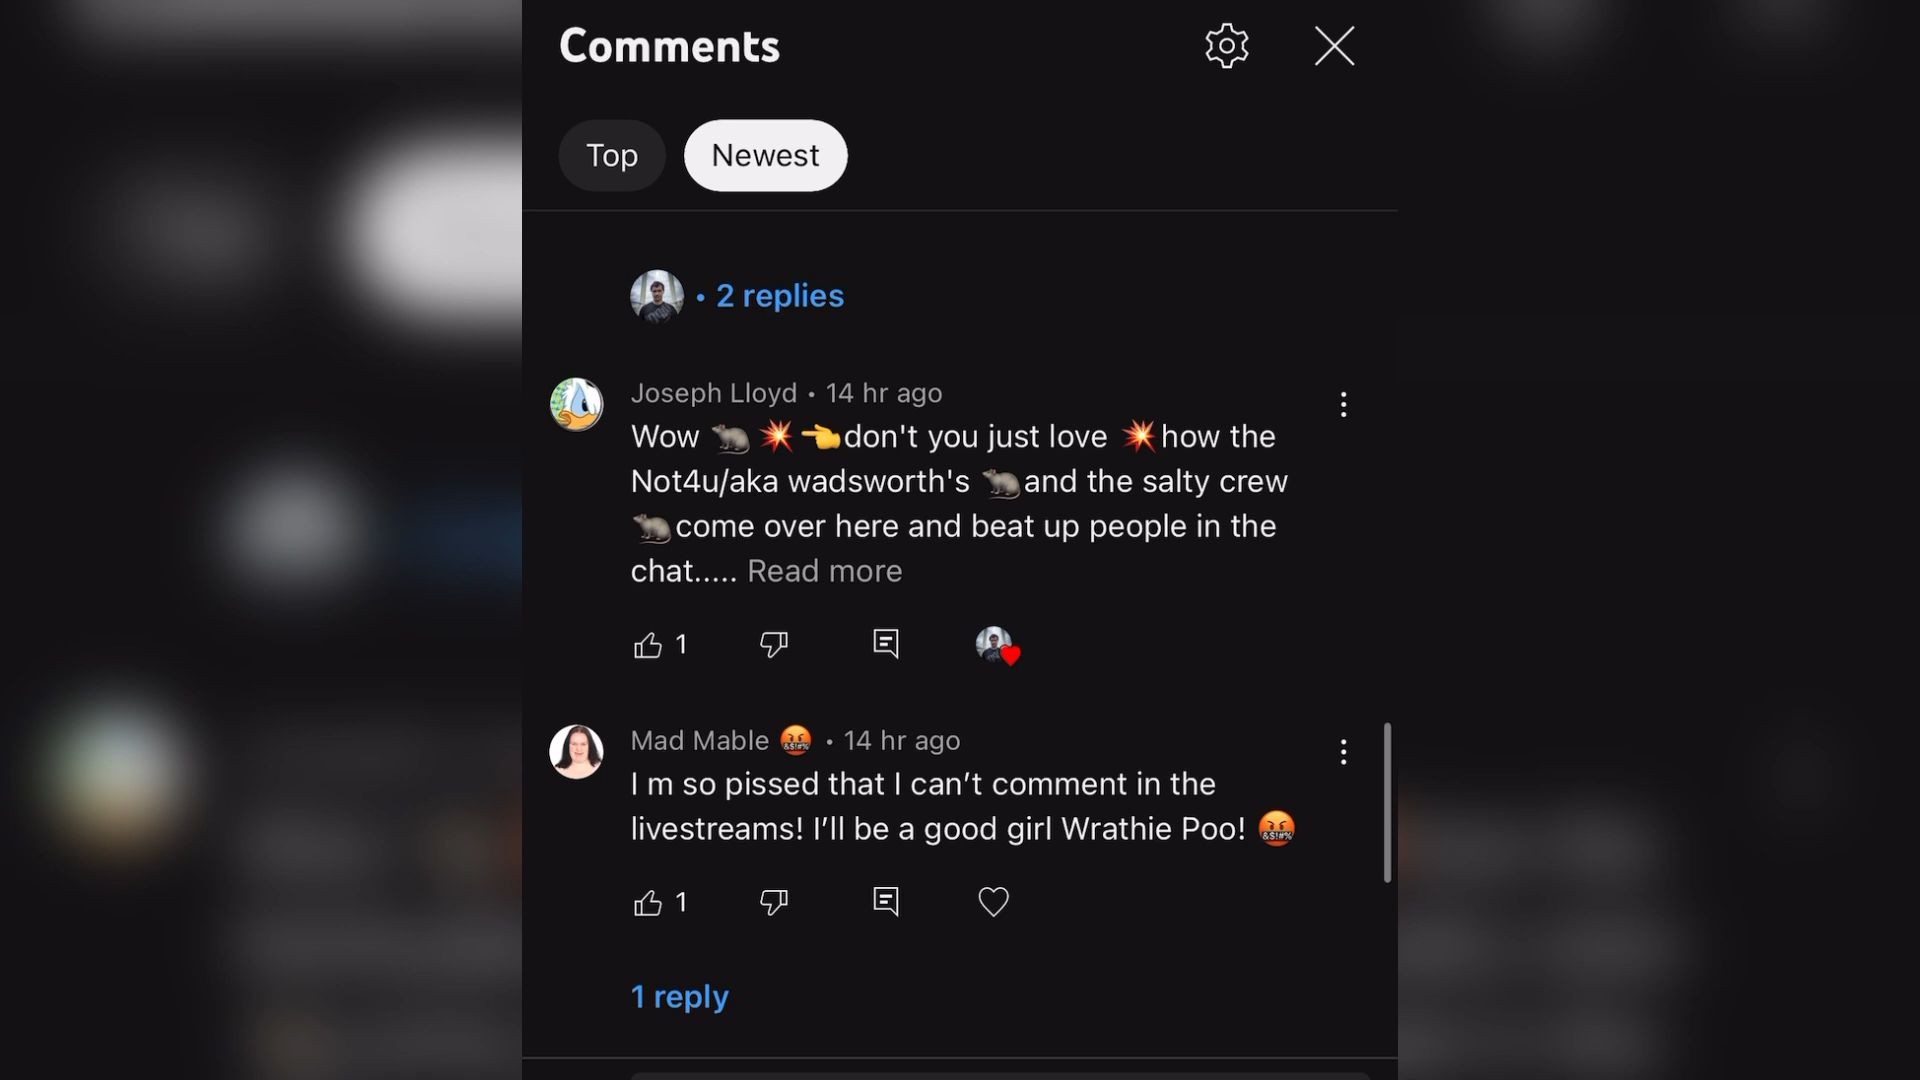 Comments
Top
Newest
• 2 replies
Joseph Lloyd • 14 hr ago
Wow 🐀 💥 👈don't you just love 💥how the
Not4u/aka wadsworth's 🐀and the salty crew
🐀come over here and beat up people in the
chat..... Read more
1
Mad Mable 🤬 • 14 hr ago
I m so pissed that I can’t comment in the
livestreams! I’ll be a good girl Wrathie Poo! 🤬
1
1 reply